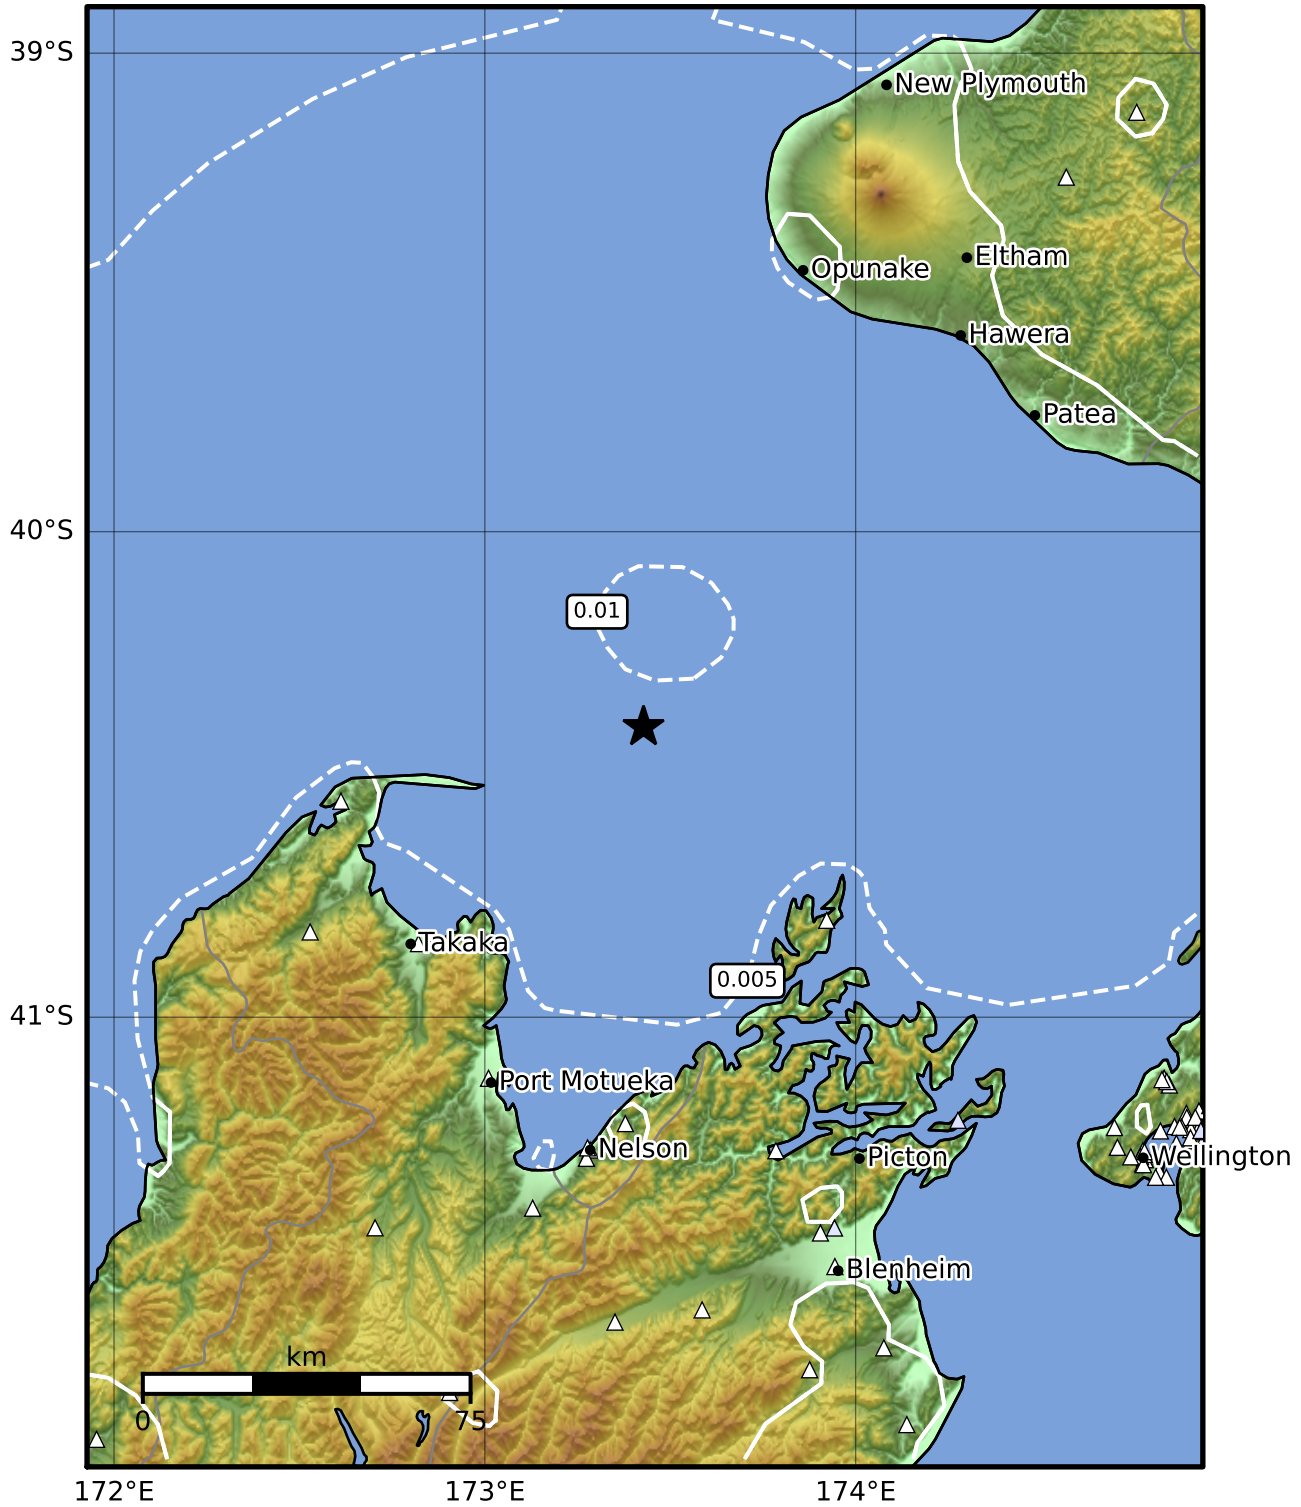 39°S
New Plymouth
Eltham
Opunake
Hawera
Patea
40°S
0.01
Takaka
0.005
41°S
Port Motueka
Nelson
Picton
Wellington
Blenheim
km
0 75
172°E 173°E 174°E